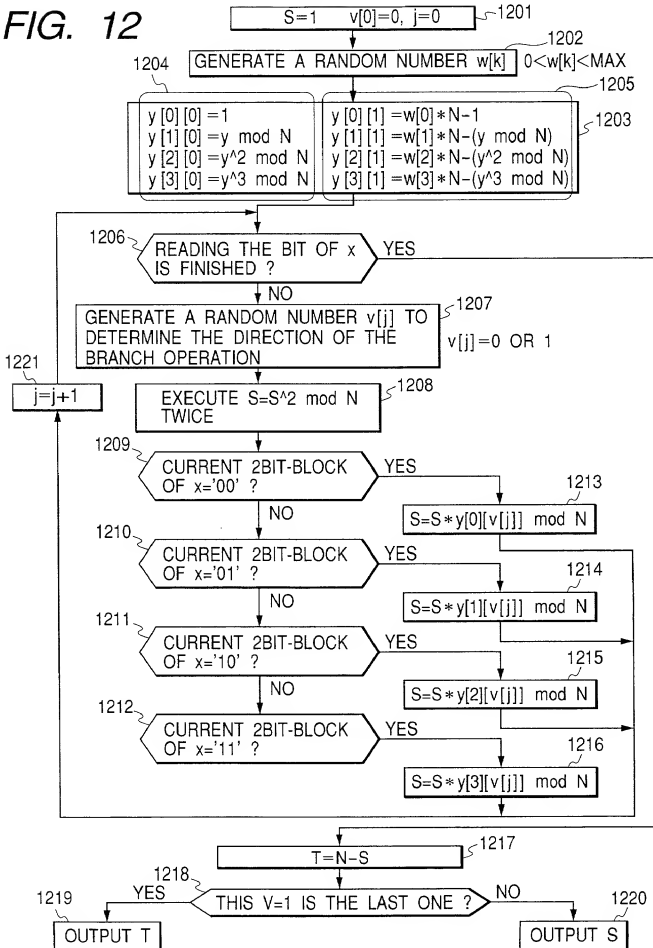 FIG. 12
S=1 v[0]=0, j=0
1201
1202
GENERATE A RANDOM NUMBER w[k]
0<w[k]<MAX
1204
1205
y [0] [0] =1
y [1] [0] =y mod N
y [2] [0] =y^2 mod N
y [3] [0] =y^3 mod N
y [0] [1] =w[0]*N-1
y [1] [1] =w[1]*N-(y mod N)
y [2] [1] =w[2]*N-(y^2 mod N)
y [3] [1] =w[3]*N-(y^3 mod N)
1203
1206
READING THE BIT OF x
IS FINISHED ?
YES
NO
1207
GENERATE A RANDOM NUMBER v[j] TO
DETERMINE THE DIRECTION OF THE
BRANCH OPERATION
v[j]=0 OR 1
1221
j=j+1
1208
EXECUTE S=S^2 mod N
TWICE
1209
CURRENT 2BIT-BLOCK
OF x='00' ?
YES
NO
1213
S=S*y[0][v[j]] mod N
1210
CURRENT 2BIT-BLOCK
OF x='01' ?
YES
NO
1214
S=S*y[1][v[j]] mod N
1211
CURRENT 2BIT-BLOCK
OF x='10' ?
YES
NO
1215
S=S*y[2][v[j]] mod N
1212
CURRENT 2BIT-BLOCK
OF x='11' ?
YES
1216
S=S*y[3][v[j]] mod N
1217
T=N-S
1218
THIS V=1 IS THE LAST ONE ?
YES
NO
1219
OUTPUT T
1220
OUTPUT S